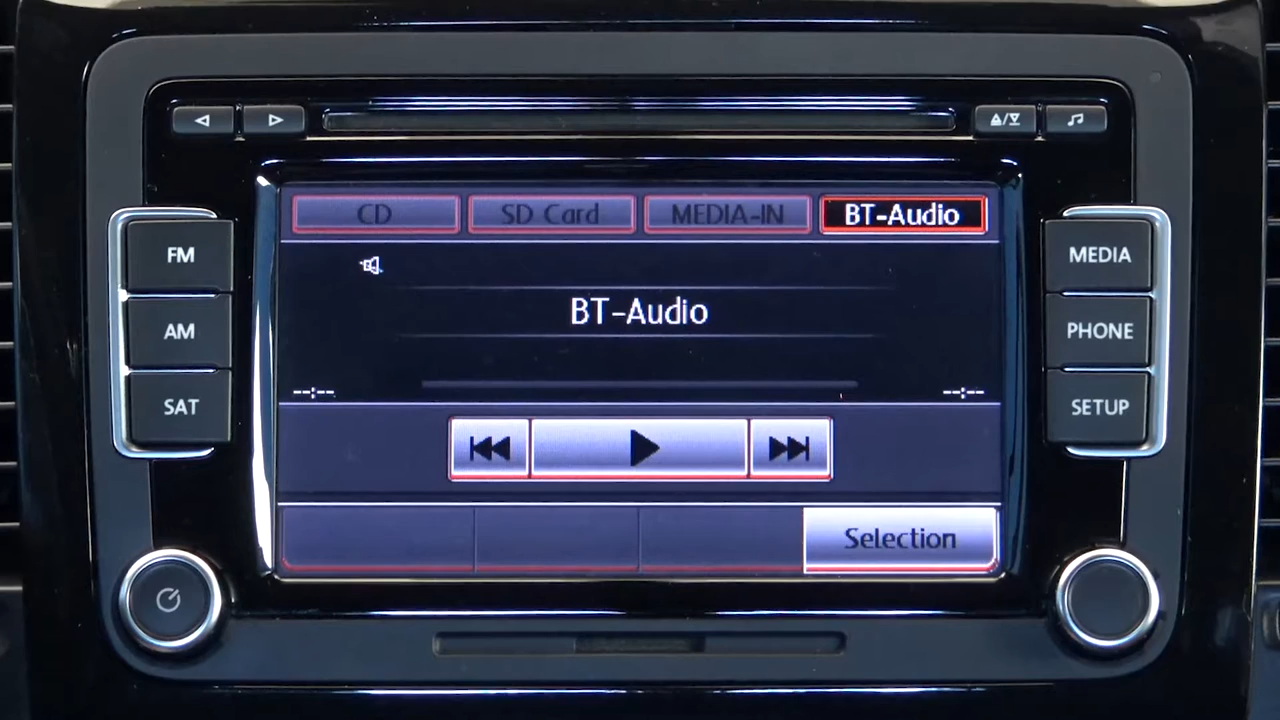 CD SD Card MEDIA-IN BT-Audio
FM
MEDIA
BT-Audio
AM
PHONE
--:-- --:--
SAT
SETUP
Selection